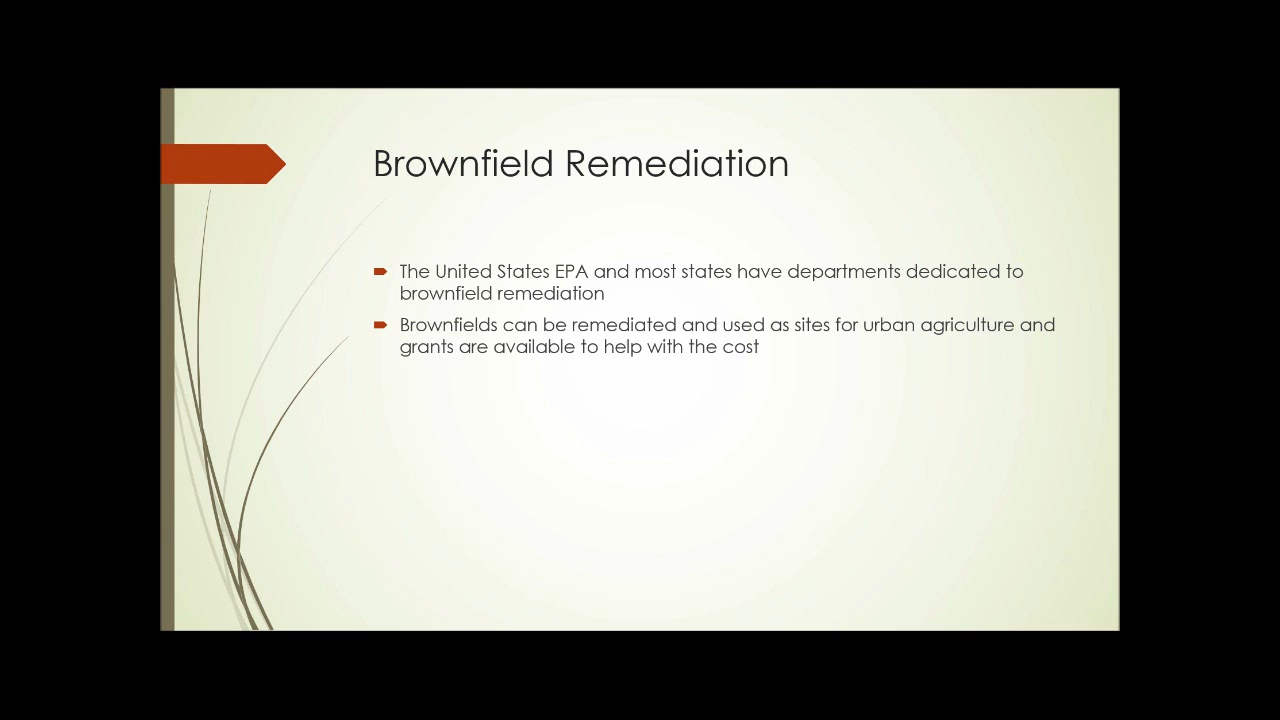 Brownfield Remediation
The United States EPA and most states have departments dedicated to
brownfield remediation
Brownfields can be remediated and used as sites for urban agriculture and
grants are available to help with the cost